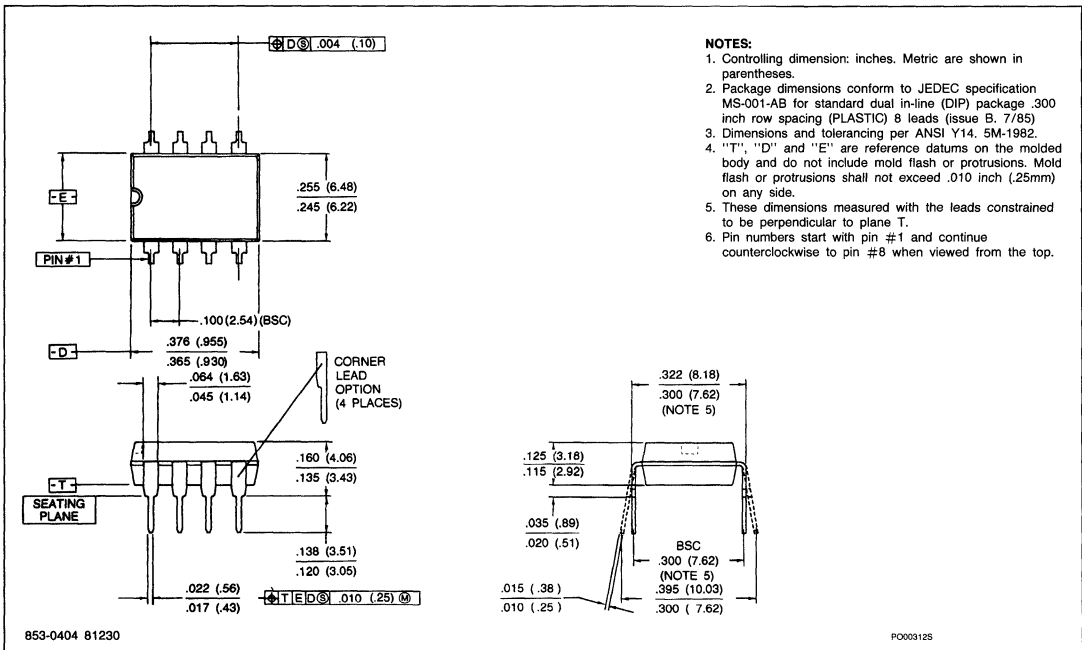 ⌖ D Ⓢ .004 (.10)
- E -
.255 (6.48)
.245 (6.22)
PIN #1
.100 (2.54) (BSC)
- D -
.376 (.955)
.365 (.930)
.064 (1.63)
.045 (1.14)
CORNER
LEAD
OPTION
(4 PLACES)
.160 (4.06)
.135 (3.43)
- T -
SEATING
PLANE
.138 (3.51)
.120 (3.05)
.022 (.56)
.017 (.43)
⌖ T E D Ⓢ .010 (.25) Ⓜ
853-0404 81230
NOTES:
1. Controlling dimension: inches. Metric are shown in
parentheses.
2. Package dimensions conform to JEDEC specification
MS-001-AB for standard dual in-line (DIP) package .300
inch row spacing (PLASTIC) 8 leads (issue B. 7/85)
3. Dimensions and tolerancing per ANSI Y14. 5M-1982.
4. "T", "D" and "E" are reference datums on the molded
body and do not include mold flash or protrusions. Mold
flash or protrusions shall not exceed .010 inch (.25mm)
on any side.
5. These dimensions measured with the leads constrained
to be perpendicular to plane T.
6. Pin numbers start with pin #1 and continue
counterclockwise to pin #8 when viewed from the top.
.322 (8.18)
.300 (7.62)
(NOTE 5)
.125 (3.18)
.115 (2.92)
.035 (.89)
.020 (.51)
BSC
.300 (7.62)
(NOTE 5)
.015 (.38 )
.010 (.25 )
.395 (10.03)
.300 ( 7.62)
PO00312S